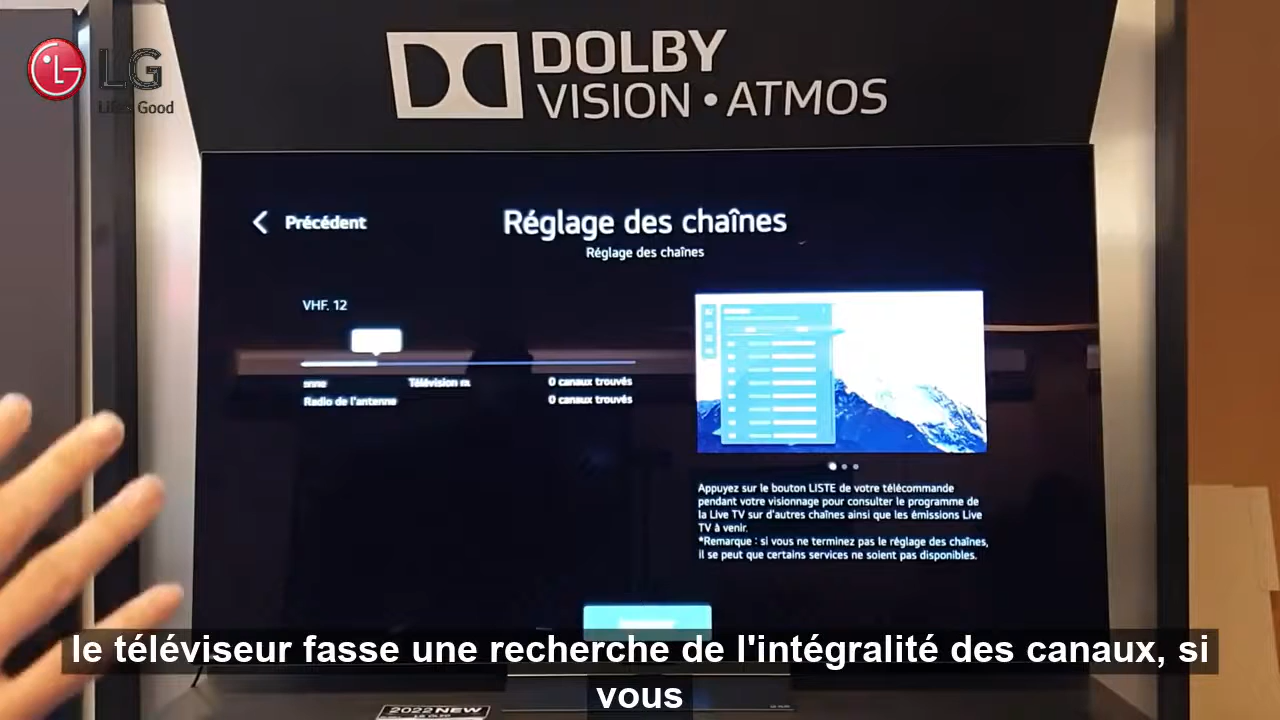 LG
Life's Good
DOLBY
VISION • ATMOS
Précédent
Réglage des chaînes
Réglage des chaînes
VHF. 12
Télévision
0 canaux trouvés
Radio de l'antenne
0 canaux trouvés
Appuyez sur le bouton LISTE de votre télécommande
pendant votre visionnage pour consulter le programme de
la Live TV sur d'autres chaînes ainsi que les émissions Live
TV à venir.
*Remarque : si vous ne terminez pas le réglage des chaînes,
il se peut que certains services ne soient pas disponibles.
le téléviseur fasse une recherche de l'intégralité des canaux, si
vous
2022 NEW
LG OLED